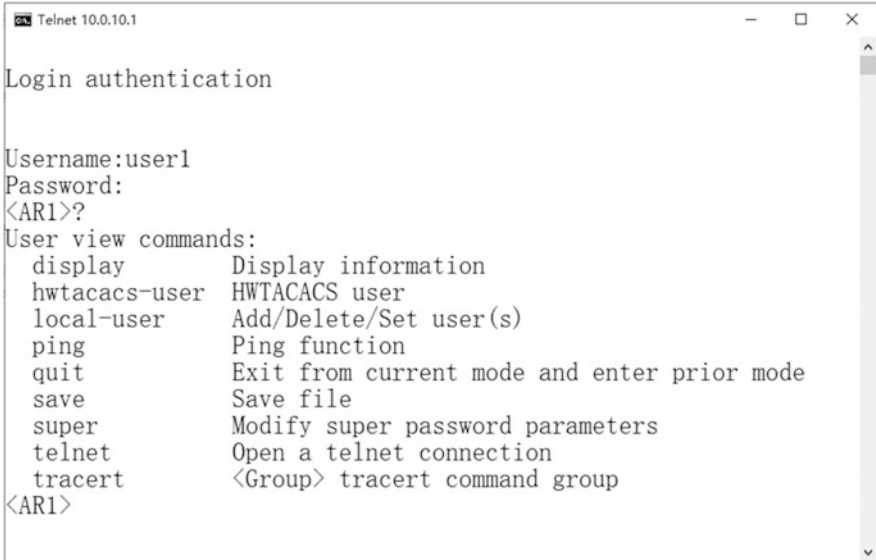 Telnet 10.0.10.1
Login authentication
Username:user1
Password:
<AR1>?
User view commands:
display Display information
hwtacacs-user HWTACACS user
local-user Add/Delete/Set user(s)
ping Ping function
quit Exit from current mode and enter prior mode
save Save file
super Modify super password parameters
telnet Open a telnet connection
tracert <Group> tracert command group
<AR1>